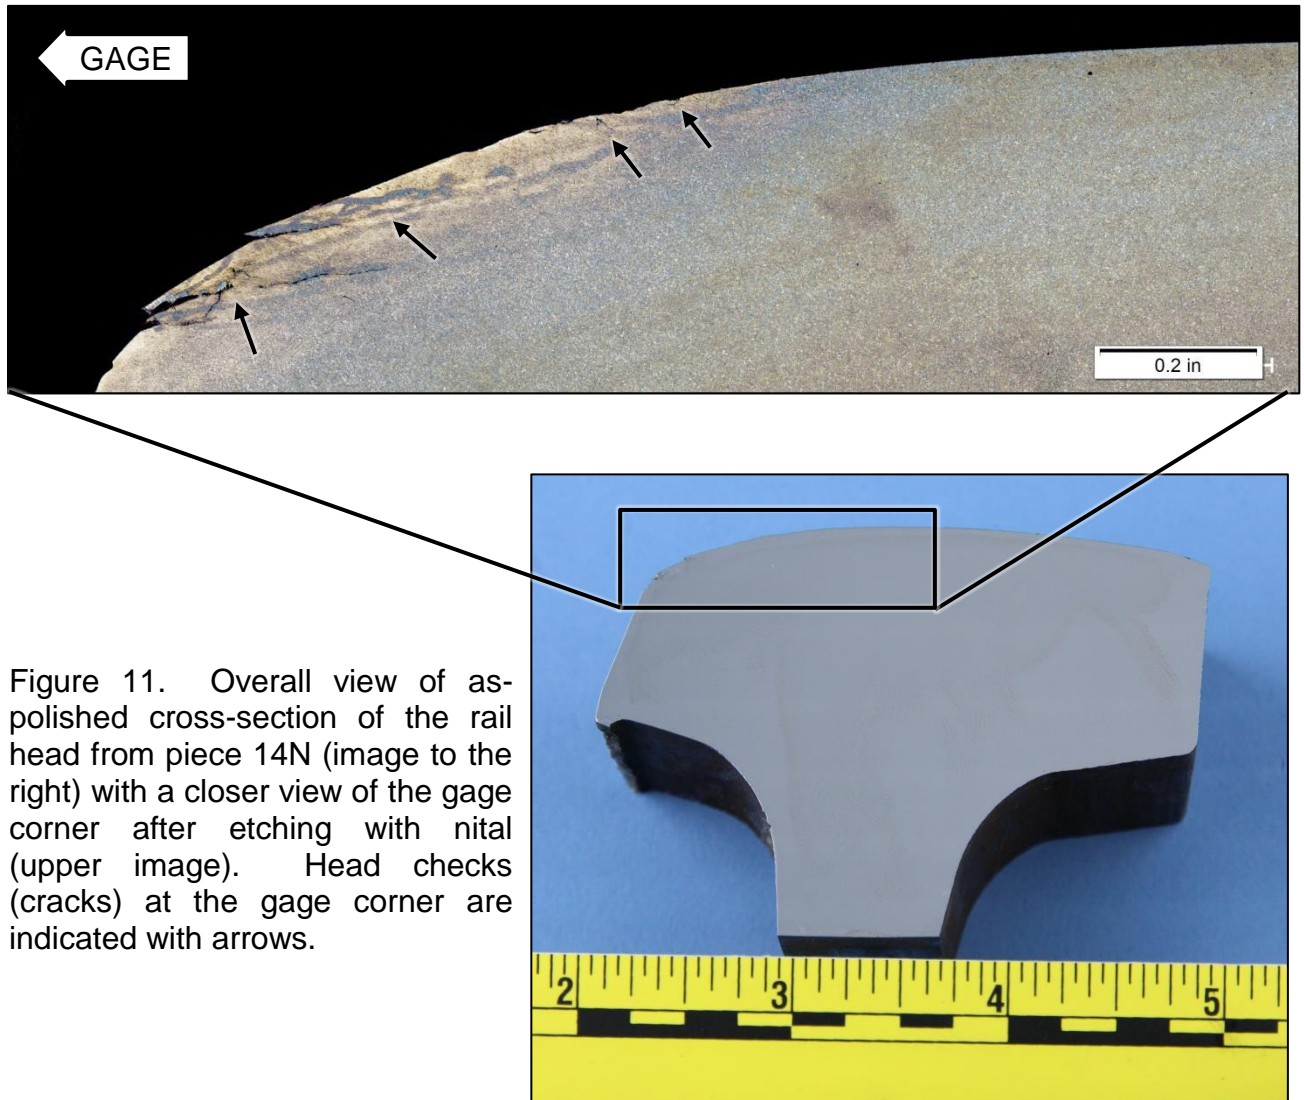 GAGE
0.2 in
Figure 11. Overall view of as-
polished cross-section of the rail
head from piece 14N (image to the
right) with a closer view of the gage
corner after etching with nital
(upper image). Head checks
(cracks) at the gage corner are
indicated with arrows.
2 3 4 5